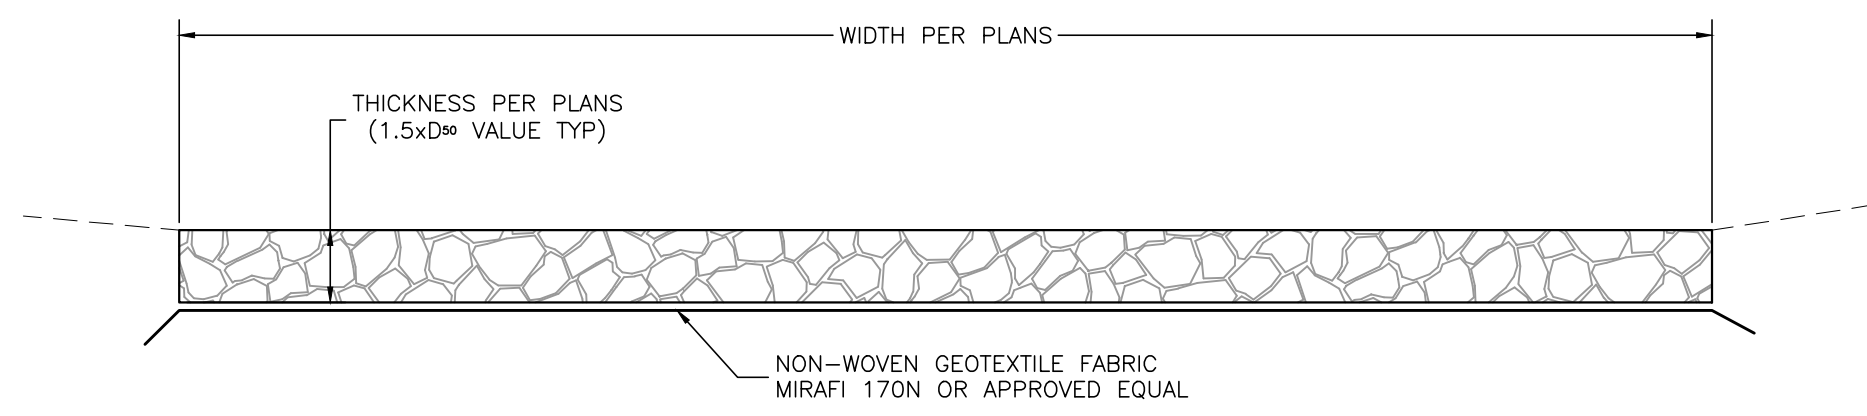 WIDTH PER PLANS
THICKNESS PER PLANS
(1.5xD50 VALUE TYP)
NON-WOVEN GEOTEXTILE FABRIC
MIRAFI 170N OR APPROVED EQUAL